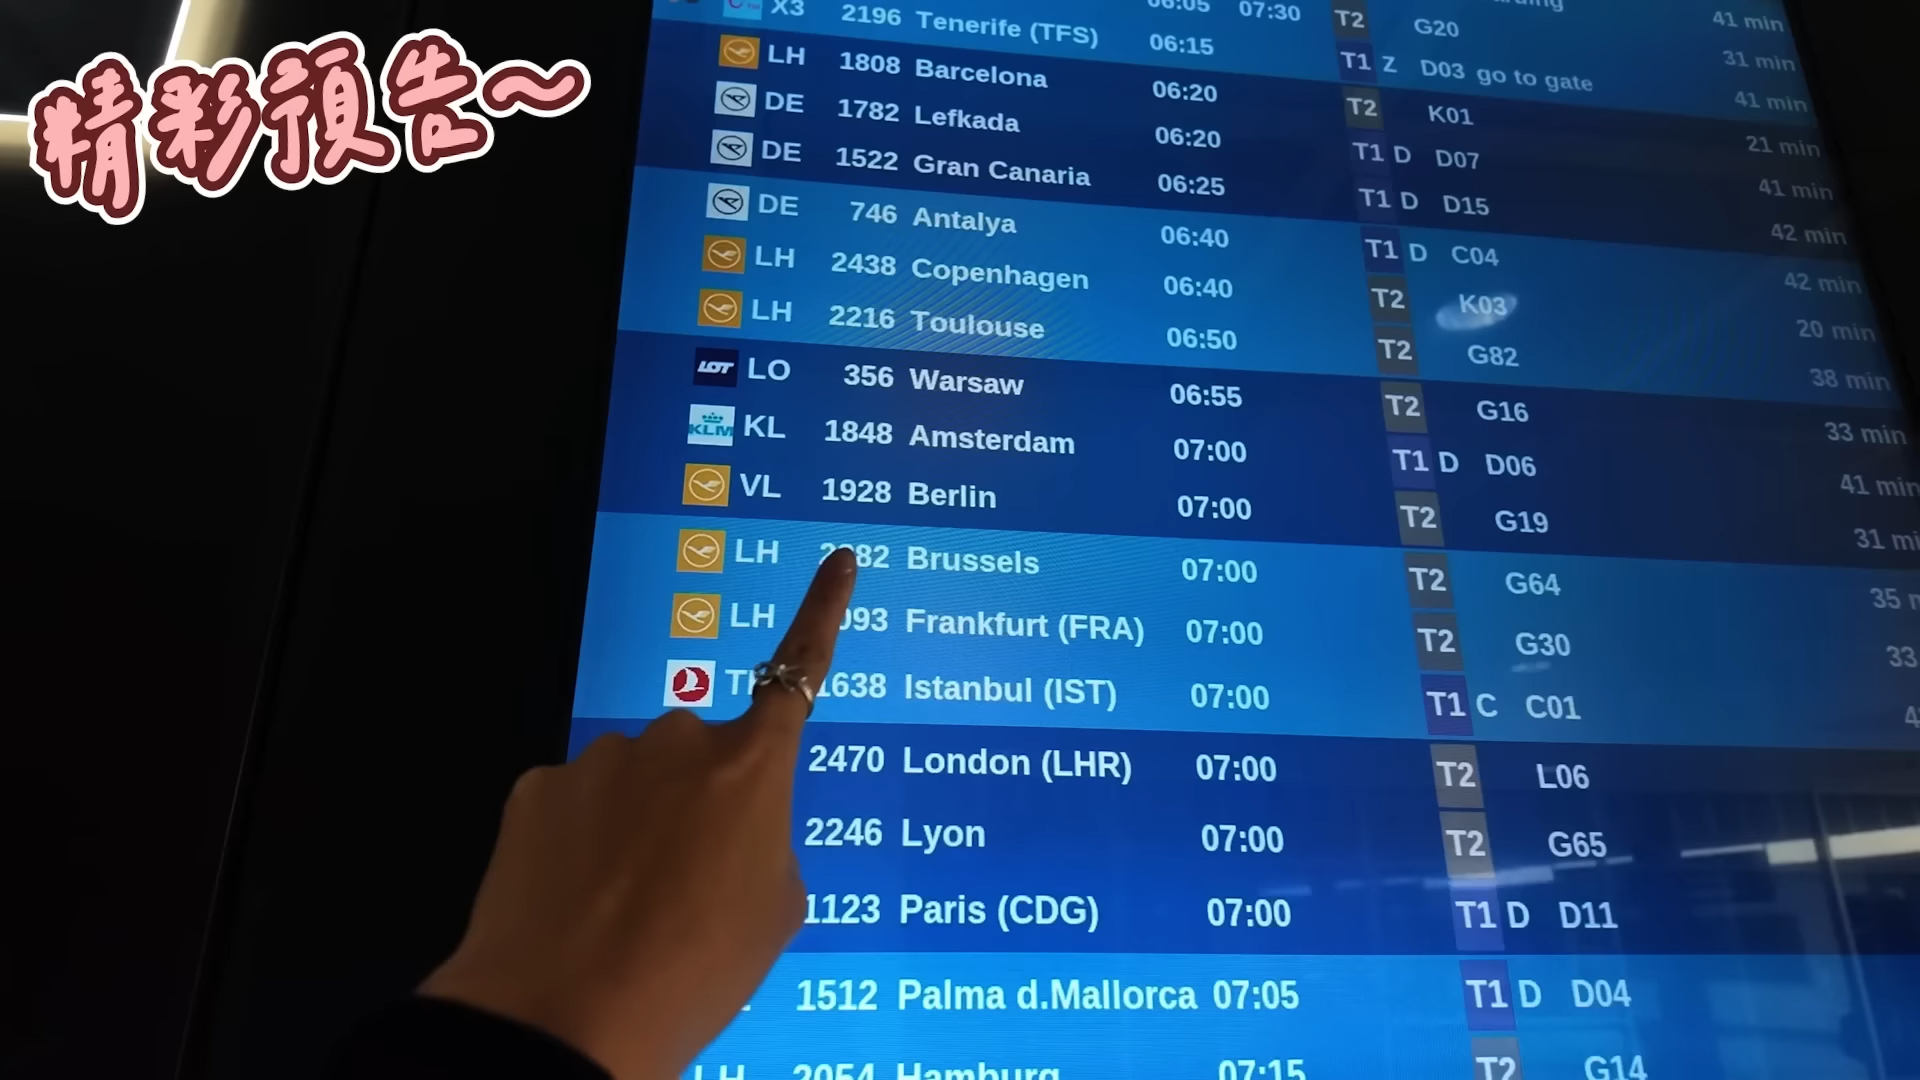 精彩預告~
X3 2196 Tenerife (TFS) 06:15 T2 G20 41 min
LH 1808 Barcelona 06:20 T1 Z D03 go to gate 31 min
DE 1782 Lefkada 06:20 T2 K01 41 min
DE 1522 Gran Canaria 06:25 T1 D D07 21 min
DE 746 Antalya 06:40 T1 D D15 41 min
LH 2438 Copenhagen 06:40 T1 D C04 42 min
LH 2216 Toulouse 06:50 T2 K03 42 min
LOT LO 356 Warsaw 06:55 T2 G82 20 min
KLM KL 1848 Amsterdam 07:00 T2 G16 38 min
VL 1928 Berlin 07:00 T1 D D06 33 min
LH Brussels 07:00 T2 G19 41 min
LH Frankfurt (FRA) 07:00 T2 G64 31
1638 Istanbul (IST) 07:00 T2 G30 35
2470 London (LHR) 07:00 T1 C C01 33
2246 Lyon 07:00 T2 L06
1123 Paris (CDG) 07:00 T2 G65
1512 Palma d.Mallorca 07:05 T1 D D11
LH 2054 Hamburg 07:15 T1 D D04
T2 G14